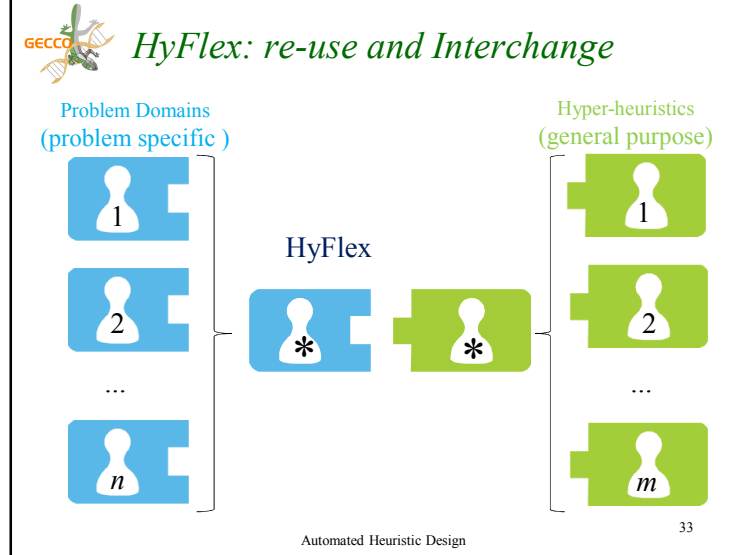 GECCO
HyFlex: re-use and Interchange
Problem Domains
(problem specific )
Hyper-heuristics
(general purpose)
1
1
HyFlex
2
*
*
2
...
...
n
m
Automated Heuristic Design
33